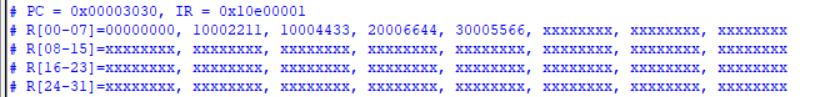 # PC = 0x00003030, IR = 0x10e00001
# R[00-07]=00000000, 10002211, 10004433, 20006644, 30005566, xxxxxxxx, xxxxxxxx, xxxxxxxx
# R[08-15]=xxxxxxxx, xxxxxxxx, xxxxxxxx, xxxxxxxx, xxxxxxxx, xxxxxxxx, xxxxxxxx, xxxxxxxx
# R[16-23]=xxxxxxxx, xxxxxxxx, xxxxxxxx, xxxxxxxx, xxxxxxxx, xxxxxxxx, xxxxxxxx, xxxxxxxx
# R[24-31]=xxxxxxxx, xxxxxxxx, xxxxxxxx, xxxxxxxx, xxxxxxxx, xxxxxxxx, xxxxxxxx, xxxxxxxx